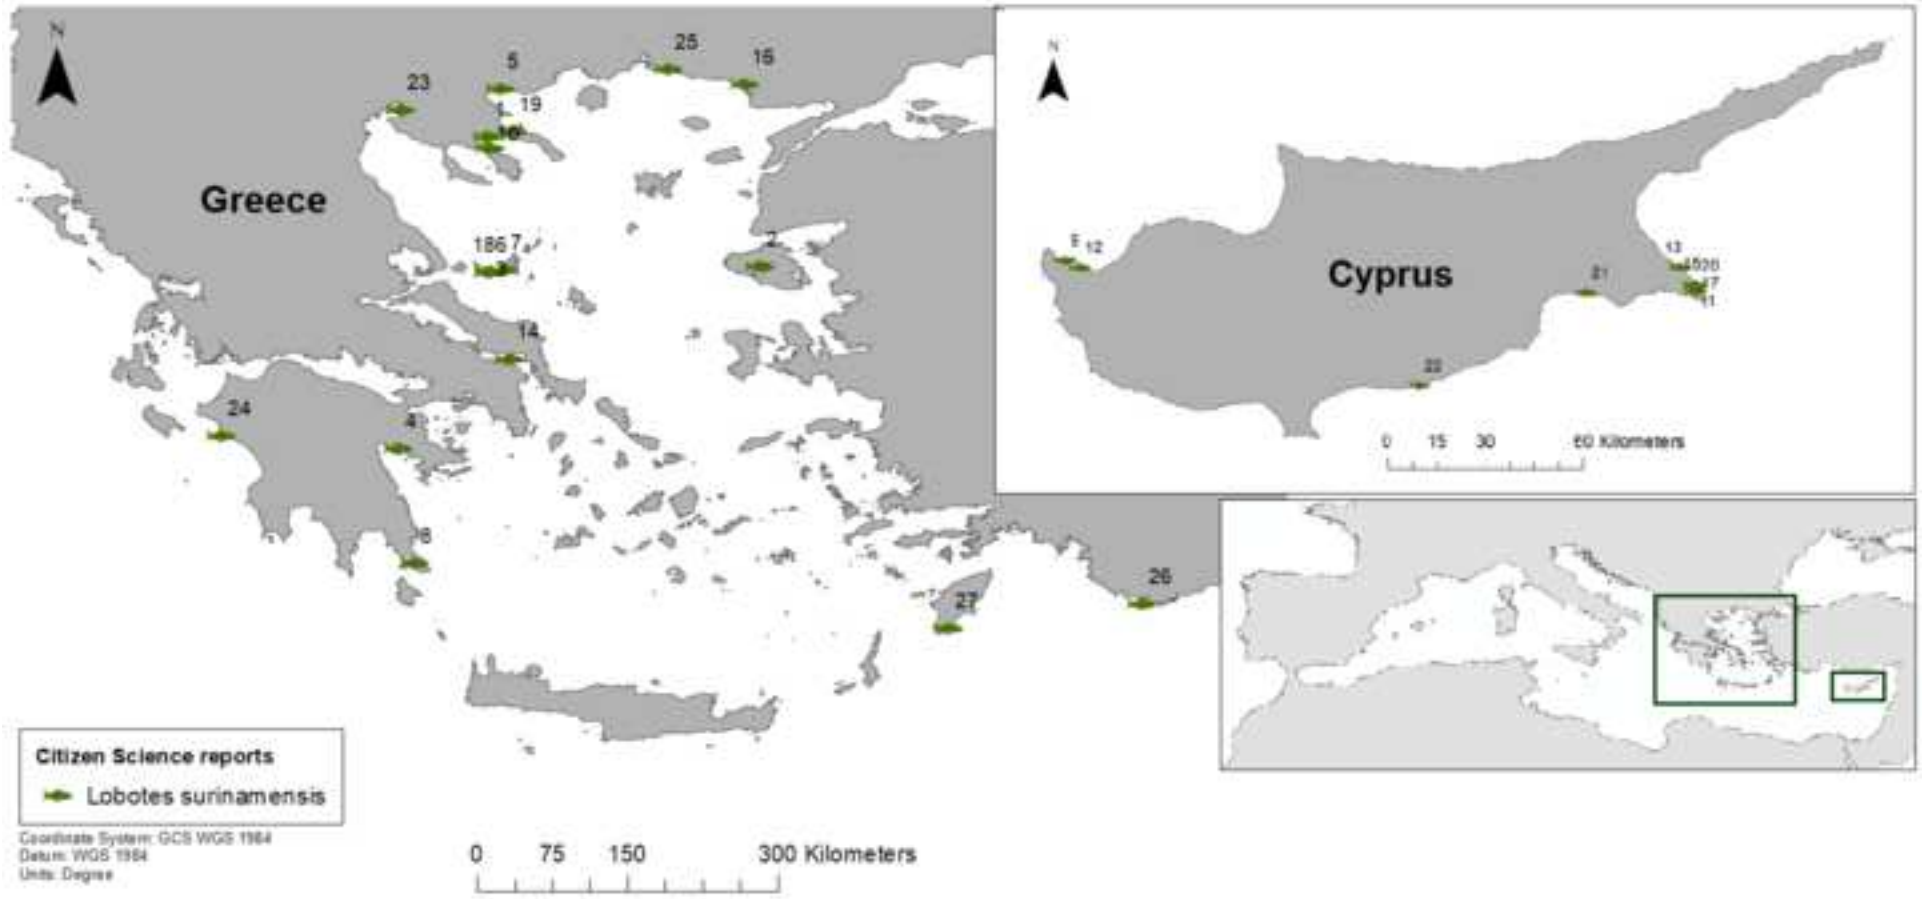 N
25
5
16
23
19
Greece
186 7
2
14
24
4
8
27
26
N
Cyprus
12
13
21
17
11
22
0 15 30 60 Kilometers
Citizen Science reports
Lobotes surinamensis
Coordinate System: GCS WGS 1984
Datum: WGS 1984
Units: Degree
0 75 150 300 Kilometers